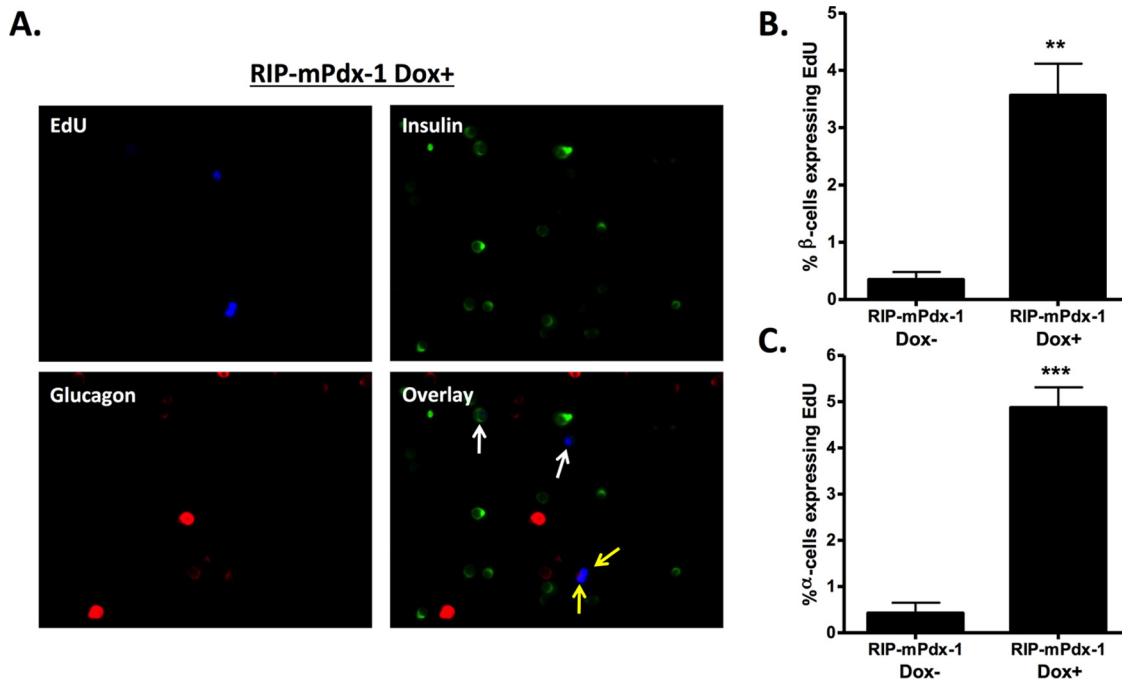 A.
RIP-mPdx-1 Dox+
EdU
Insulin
Glucagon
Overlay
B.
% β-cells expressing EdU
5
4
3
2
1
0
**
RIP-mPdx-1
Dox-
RIP-mPdx-1
Dox+
C.
%α-cells expressing EdU
6
5
4
3
2
1
0
***
RIP-mPdx-1
Dox-
RIP-mPdx-1
Dox+